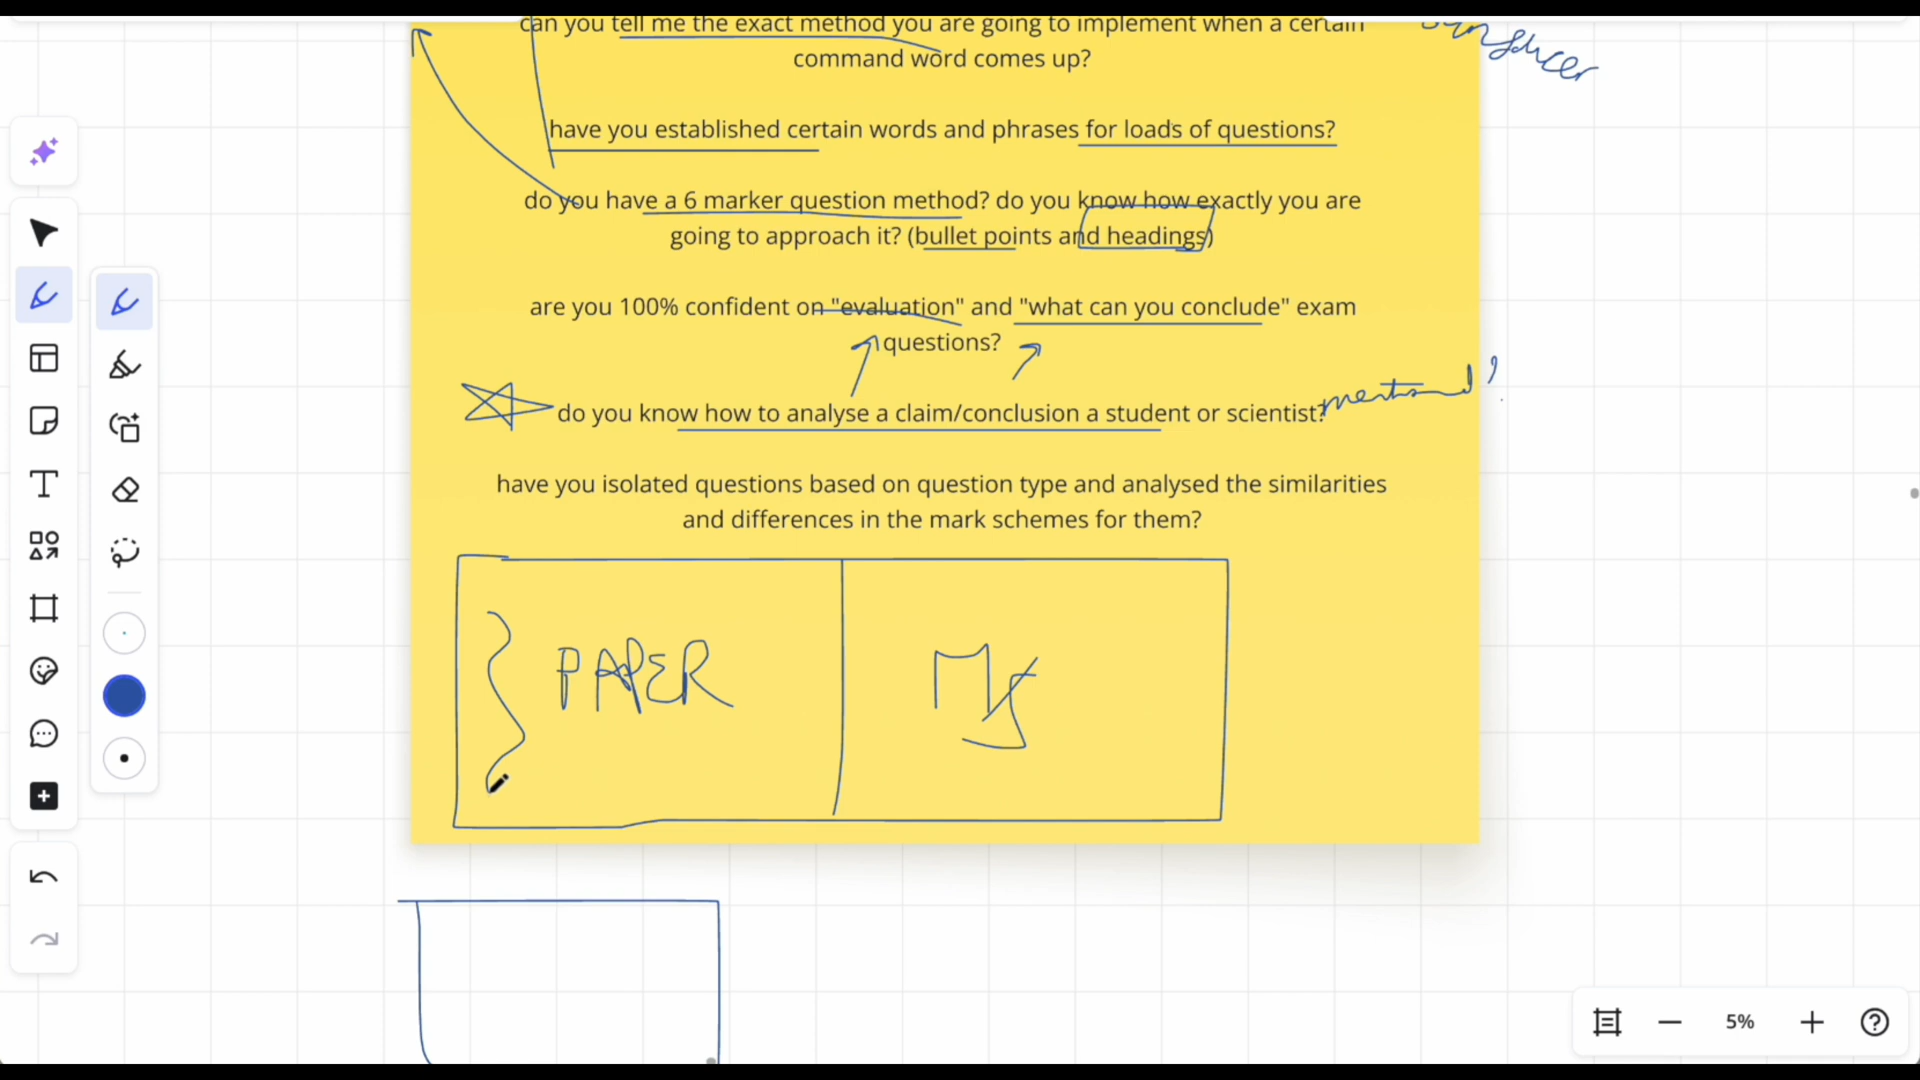 can you tell me the exact method you are going to implement when a certain
command word comes up?
have you established certain words and phrases for loads of questions?
do you have a 6 marker question method? do you know how exactly you are
going to approach it? (bullet points and headings)
are you 100% confident on "evaluation" and "what can you conclude" exam
questions?
do you know how to analyse a claim/conclusion a student or scientist?
have you isolated questions based on question type and analysed the similarities
and differences in the mark schemes for them?
PAPER
MS
T
5%